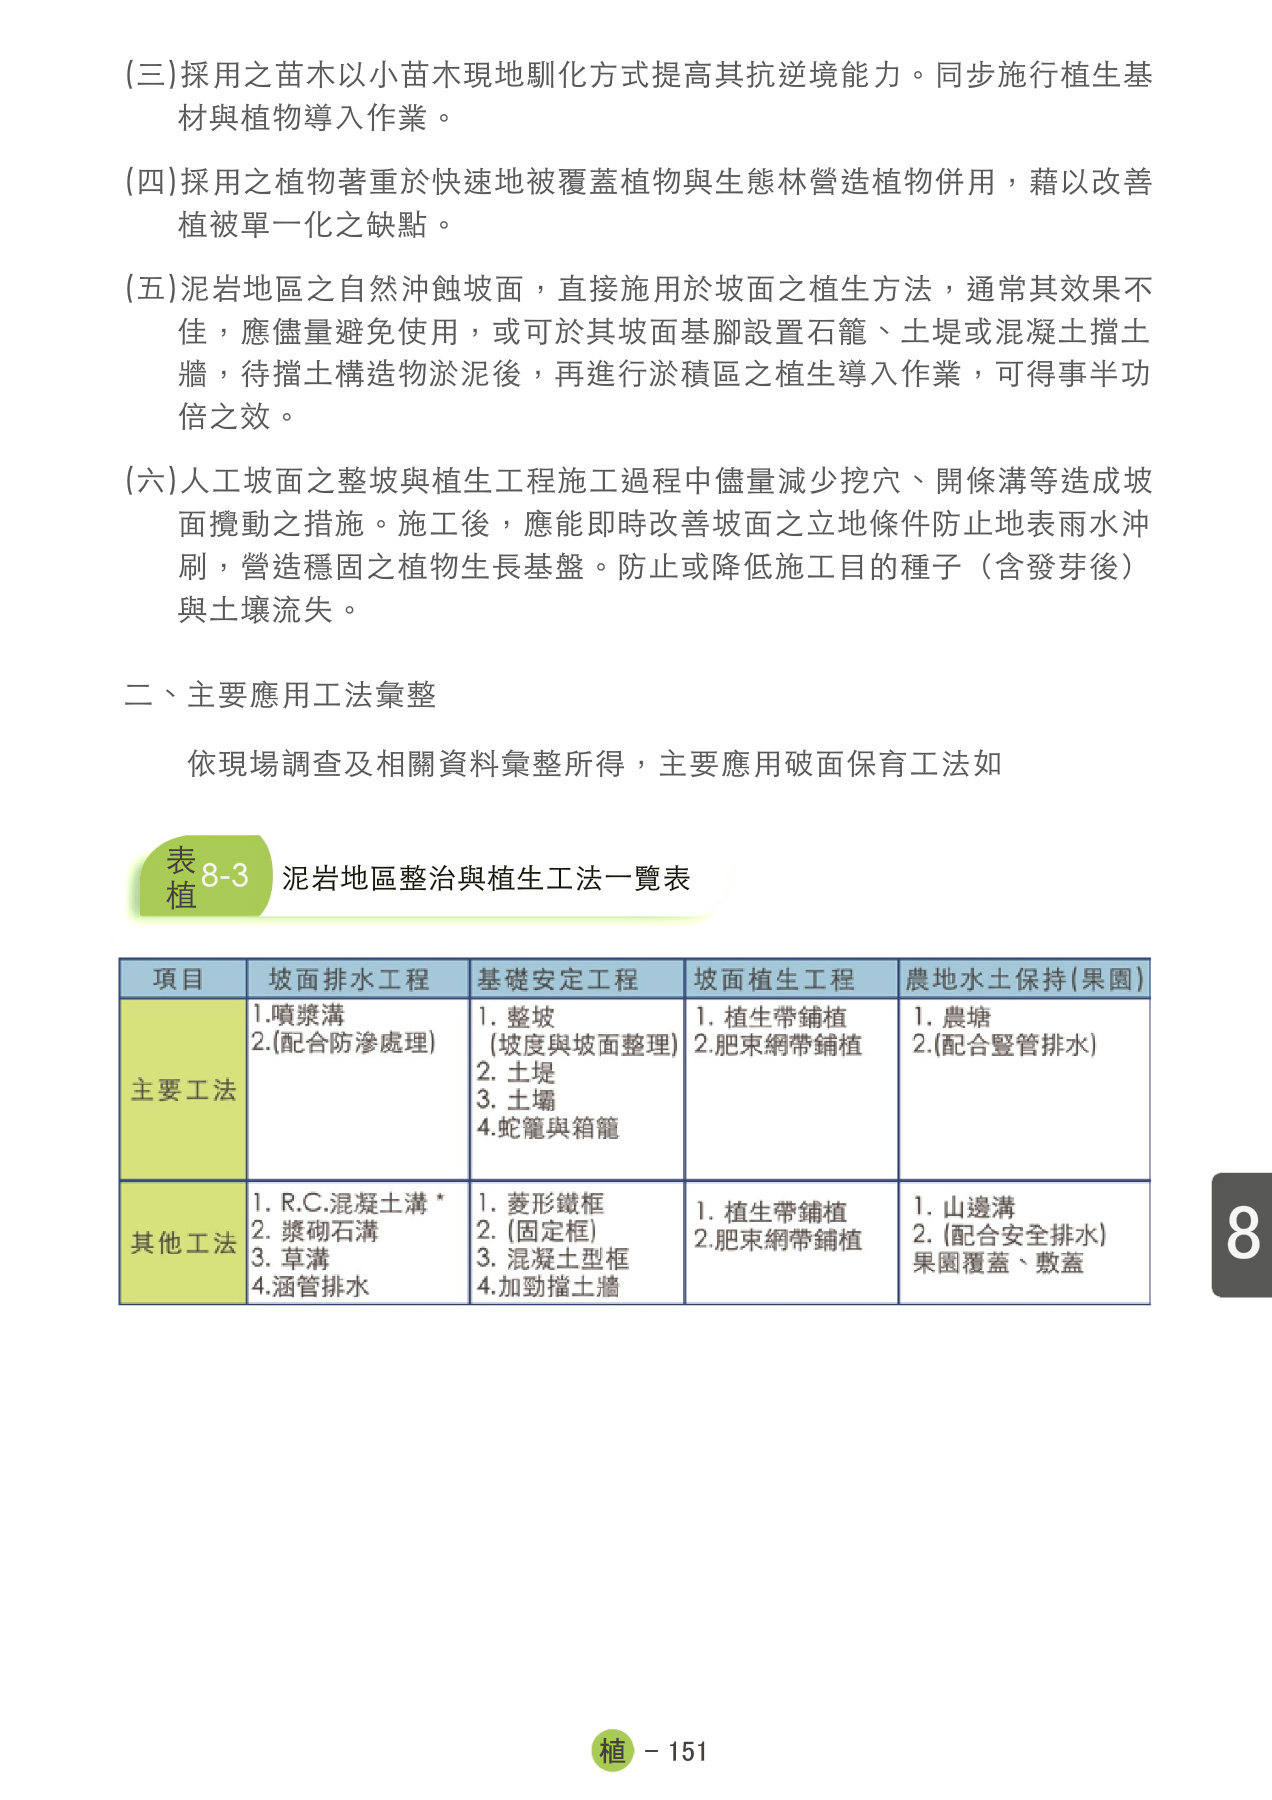 (三)採用之苗木以小苗木現地馴化方式提高其抗逆境能力。同步施行植生基
材與植物導入作業。
(四)採用之植物著重於快速地被覆蓋植物與生態林營造植物併用，藉以改善
植被單一化之缺點。
(五)泥岩地區之自然沖蝕坡面，直接施用於坡面之植生方法，通常其效果不
佳，應儘量避免使用，或可於其坡面基腳設置石籠、土堤或混凝土擋土
牆，待擋土構造物淤泥後，再進行淤積區之植生導入作業，可得事半功
倍之效。
(六)人工坡面之整坡與植生工程施工過程中儘量減少挖穴、開條溝等造成坡
面攪動之措施。施工後，應能即時改善坡面之立地條件防止地表雨水沖
刷，營造穩固之植物生長基盤。防止或降低施工目的種子（含發芽後）
與土壤流失。
二、主要應用工法彙整
依現場調查及相關資料彙整所得，主要應用破面保育工法如
表植8-3 泥岩地區整治與植生工法一覽表
項目 坡面排水工程 基礎安定工程 坡面植生工程 農地水土保持(果園)
主要工法
1.噴漿溝
2.(配合防滲處理)
1. 整坡
(坡度與坡面整理)
2. 土堤
3. 土壩
4.蛇籠與箱籠
1. 植生帶鋪植
2.肥束網帶鋪植
1. 農塘
2.(配合豎管排水)
其他工法
1. R.C.混凝土溝*
2. 漿砌石溝
3. 草溝
4.涵管排水
1. 菱形鐵框
2. (固定框)
3. 混凝土型框
4.加勁擋土牆
1. 植生帶鋪植
2.肥束網帶鋪植
1. 山邊溝
2. (配合安全排水)
果園覆蓋、敷蓋
8
植 – 151